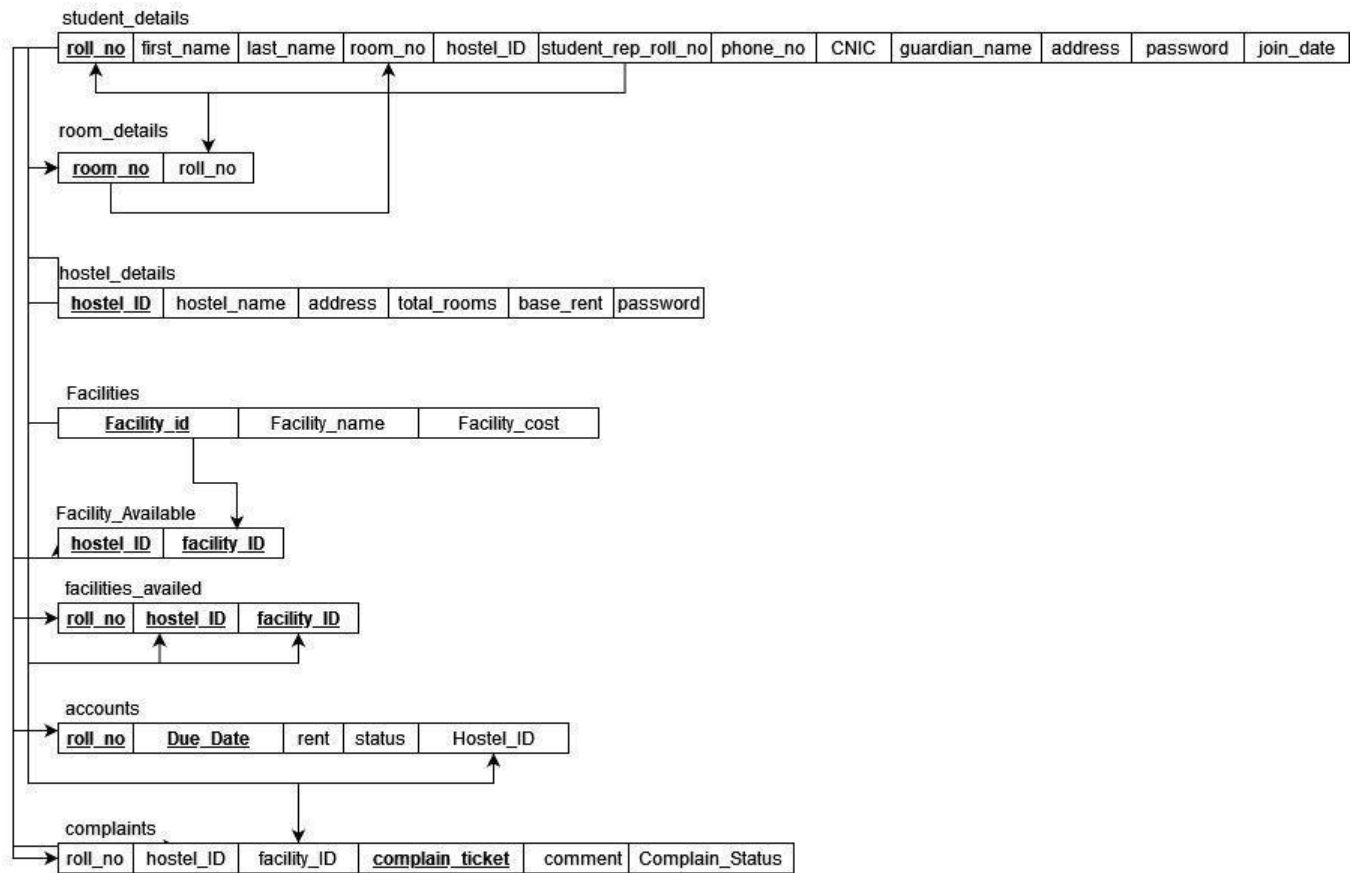 student_details
roll_no first_name last_name room_no hostel_ID student_rep_roll_no phone_no CNIC guardian_name address password join_date
room_details
room_no roll_no
hostel_details
hostel_ID hostel_name address total_rooms base_rent password
Facilities
Facility_id Facility_name Facility_cost
Facility_Available
hostel_ID facility_ID
facilities_availed
roll_no hostel_ID facility_ID
accounts
roll_no Due_Date rent status Hostel_ID
complaints
roll_no hostel_ID facility_ID complain_ticket comment Complain_Status